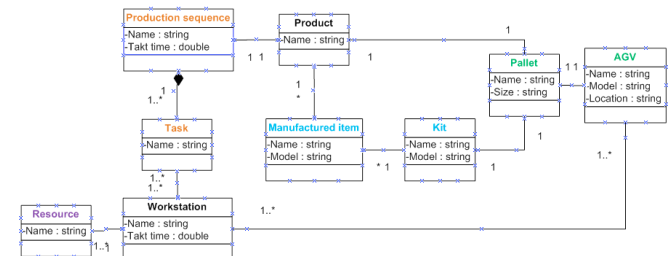 Production sequence
-Name : string
-Takt time : double
1 1
Product
-Name : string
1
1
Pallet
-Name : string
-Size : string
1 1
AGV
-Name : string
-Model : string
-Location : string
1
1..*
1
*
Task
-Name : string
Manufactured item
-Name : string
-Model : string
* 1
Kit
-Name : string
-Model : string
1
1
1..*
1..*
1..*
Resource
-Name : string
1..*
1
Workstation
-Name : string
-Takt time : double
1..*